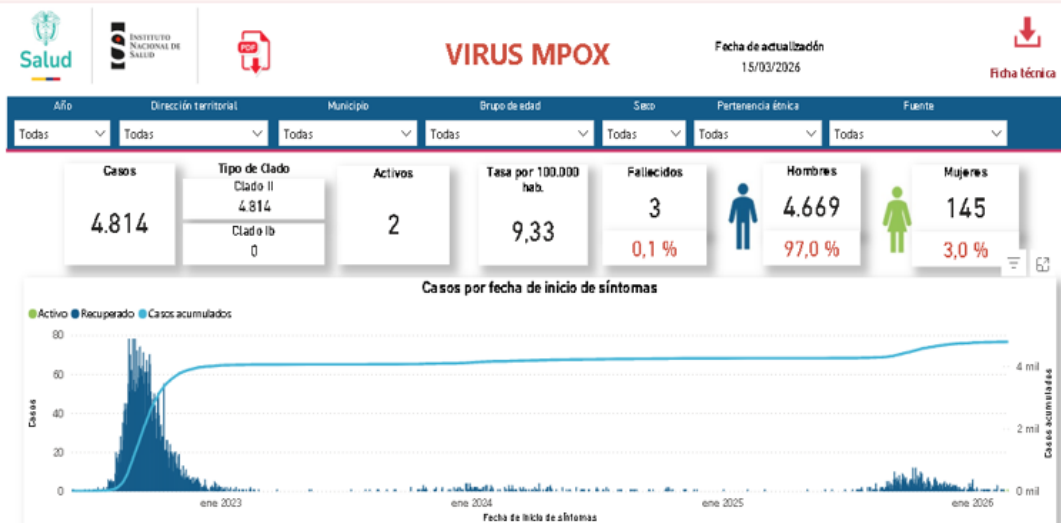 Salud
INSTITUTO
NACIONAL DE
SALUD
PDF
VIRUS MPOX
Fecha de actualización
15/03/2026
Ficha técnica
Año
Dirección territorial
Municipio
Grupo de edad
Sexo
Pertenencia étnica
Fuente
Todas
Todas
Todas
Todas
Todas
Todas
Todas
Casos
4.814
Tipo de Clado
Clado II
4.814
Clado Ib
0
Activos
2
Tasa por 100.000
hab.
9,33
Fallecidos
3
0,1 %
Hombres
4.669
97,0 %
Mujeres
145
3,0 %
Casos por fecha de inicio de síntomas
Activo Recuperado Casos acumulados
Casos
80
60
40
20
0
4 mil
2 mil
0 mil
Casos acumulados
ene 2023
ene 2024
ene 2025
ene 2026
Fecha de inicio de síntomas